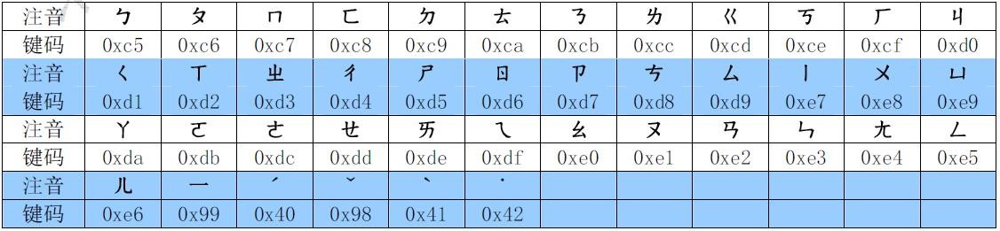 注音 ㄅ ㄆ ㄇ ㄈ ㄉ ㄊ ㄋ ㄌ ㄍ ㄎ ㄏ ㄐ
键码 0xc5 0xc6 0xc7 0xc8 0xc9 0xca 0xcb 0xcc 0xcd 0xce 0xcf 0xd0
注音 ㄑ ㄒ ㄓ ㄔ ㄕ ㄖ ㄗ ㄘ ㄙ ㄧ ㄨ ㄩ
键码 0xd1 0xd2 0xd3 0xd4 0xd5 0xd6 0xd7 0xd8 0xd9 0xe7 0xe8 0xe9
注音 ㄚ ㄛ ㄜ ㄝ ㄞ ㄟ ㄠ ㄡ ㄢ ㄣ ㄤ ㄥ
键码 0xda 0xdb 0xdc 0xdd 0xde 0xdf 0xe0 0xe1 0xe2 0xe3 0xe4 0xe5
注音 ㄦ 一 ˊ ˇ ˋ ˙
键码 0xe6 0x99 0x40 0x98 0x41 0x42